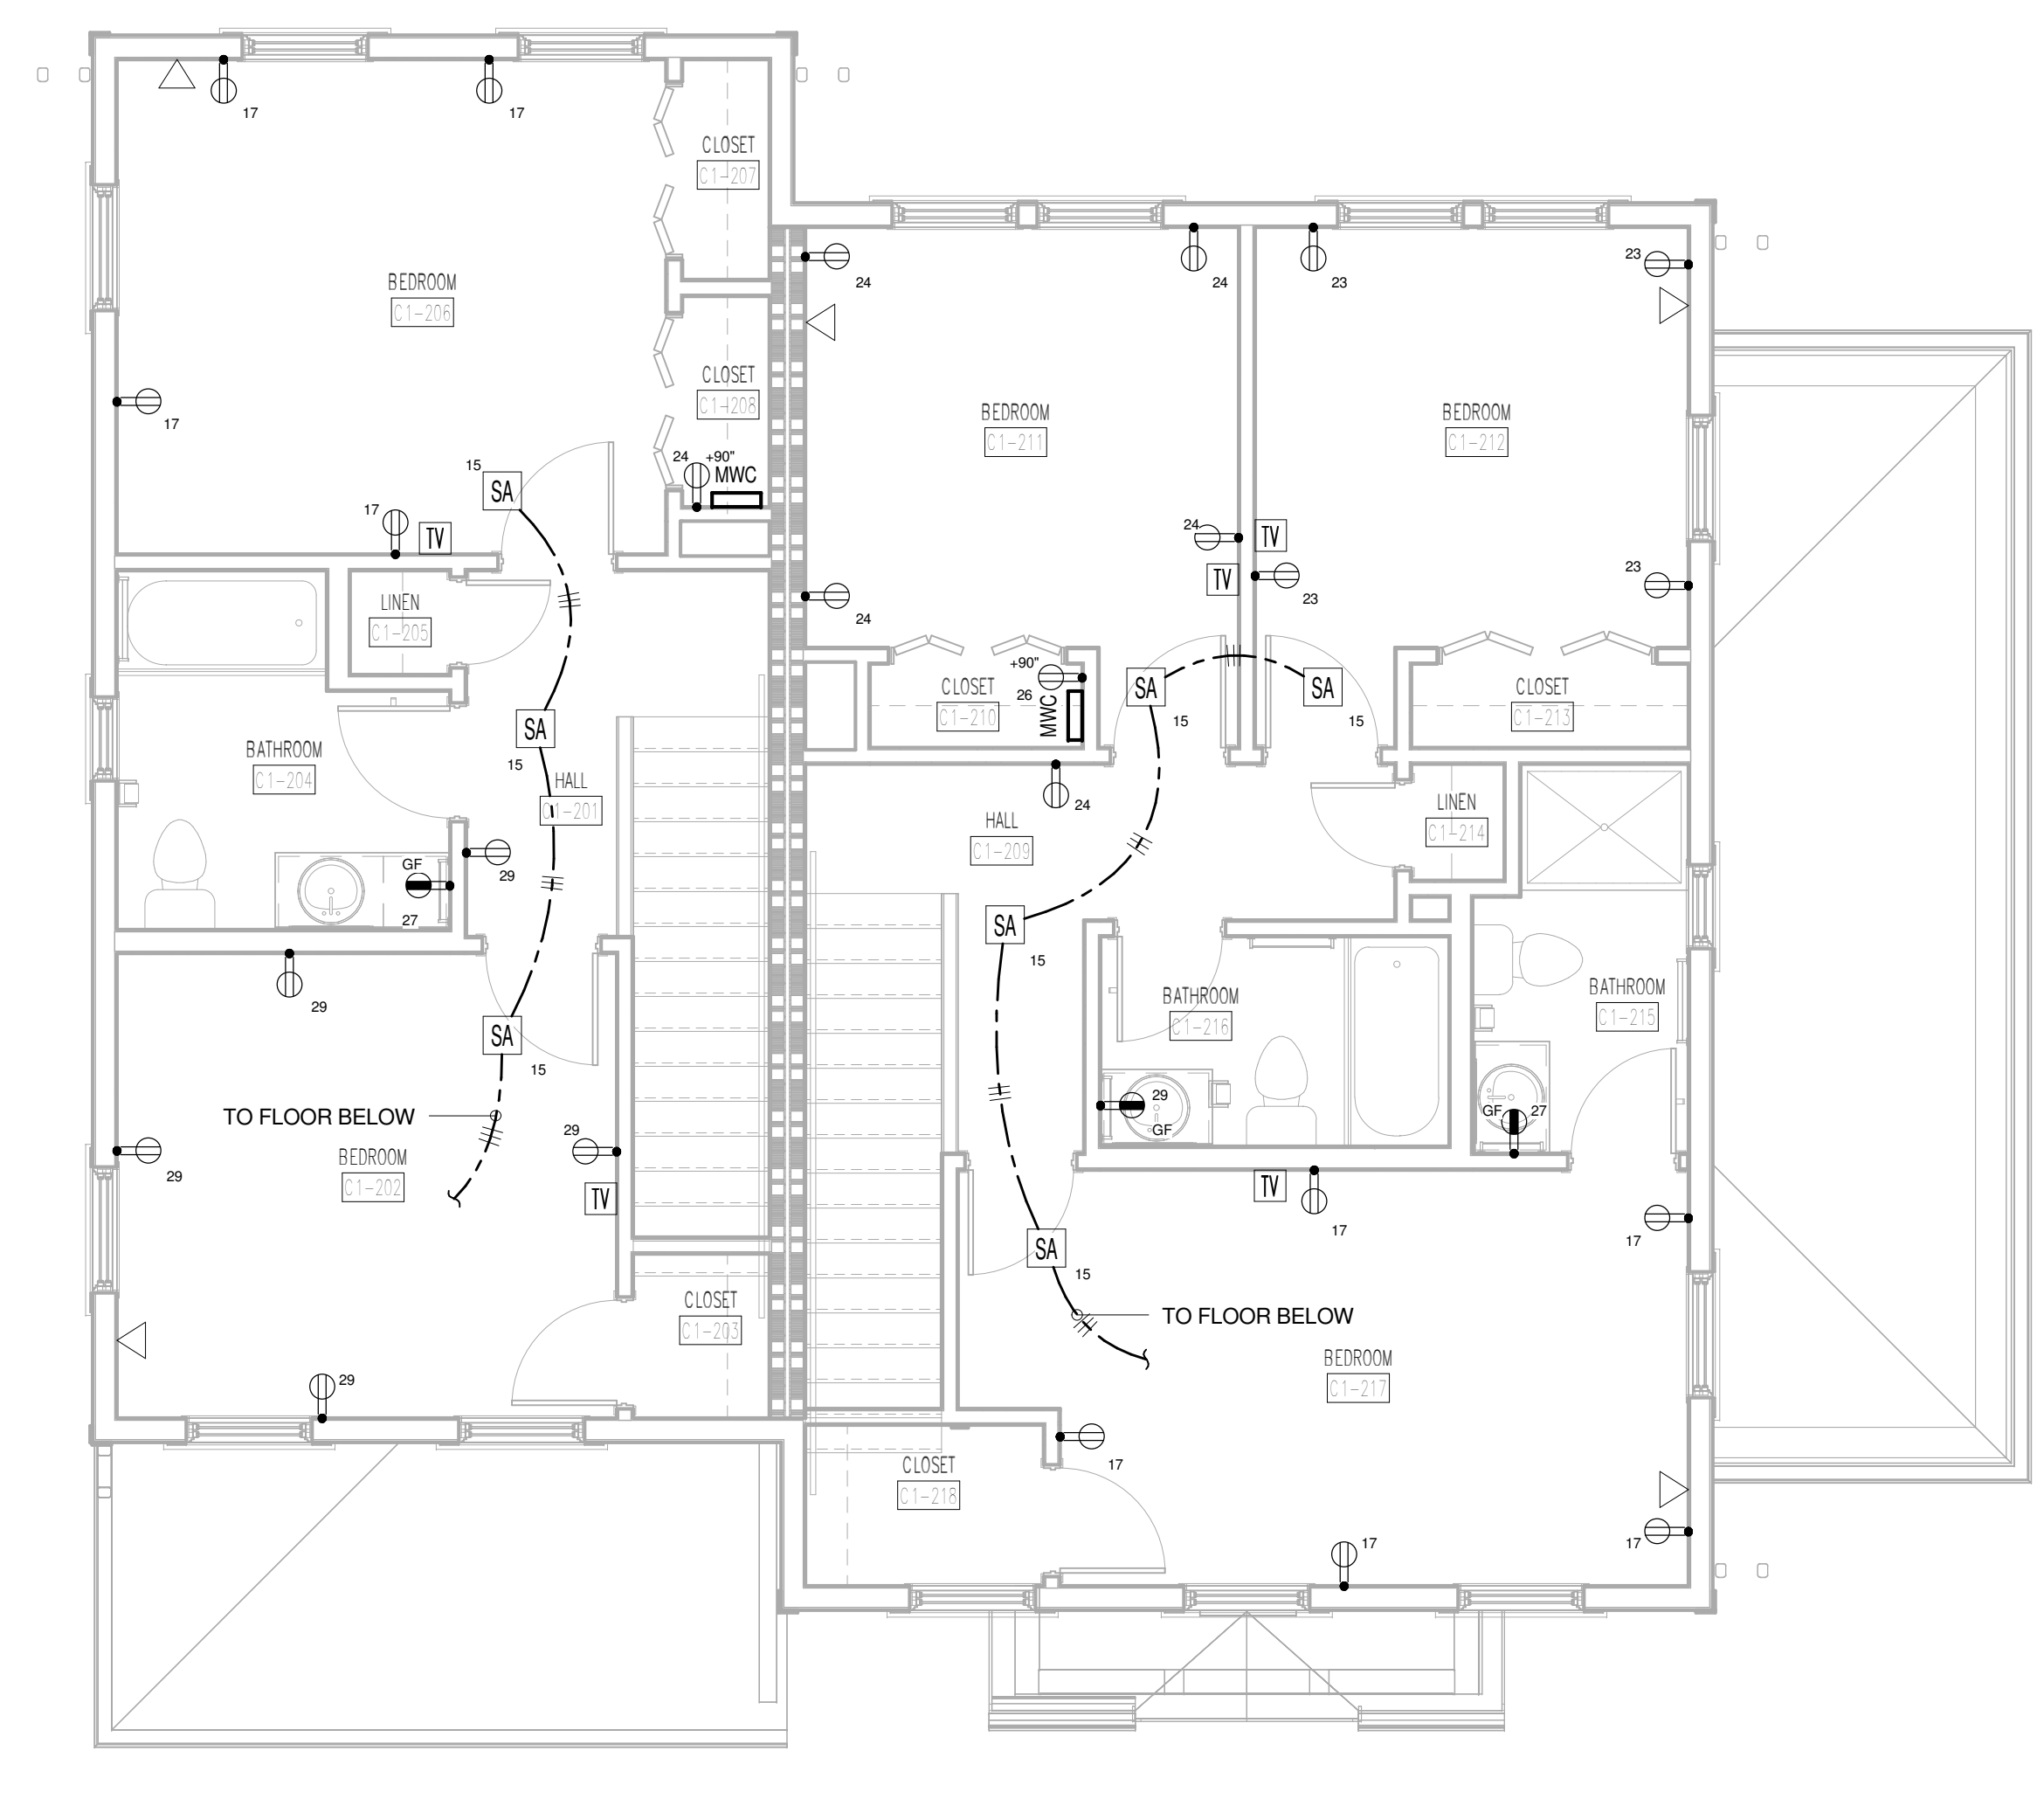 17
17
CLOSET
C1-207
BEDROOM
C1-206
24
24
23
23
CLOSET
C1-208
17
BEDROOM
C1-211
BEDROOM
C1-212
15
SA
24
+90"
MWC
17
TV
24
TV
TV
23
23
24
LINEN
C1-205
+90"
26
MWC
CLOSET
C1-210
SA
15
SA
15
CLOSET
C1-213
SA
15
BATHROOM
C1-204
HALL
C1-201
24
HALL
C1-209
LINEN
C1-214
GF
27
29
SA
15
29
BATHROOM
C1-216
BATHROOM
C1-215
SA
15
TO FLOOR BELOW
29
GF
GF
27
BEDROOM
C1-202
29
29
TV
TV
17
17
SA
15
CLOSET
C1-203
TO FLOOR BELOW
BEDROOM
C1-217
29
17
CLOSET
C1-218
17
17